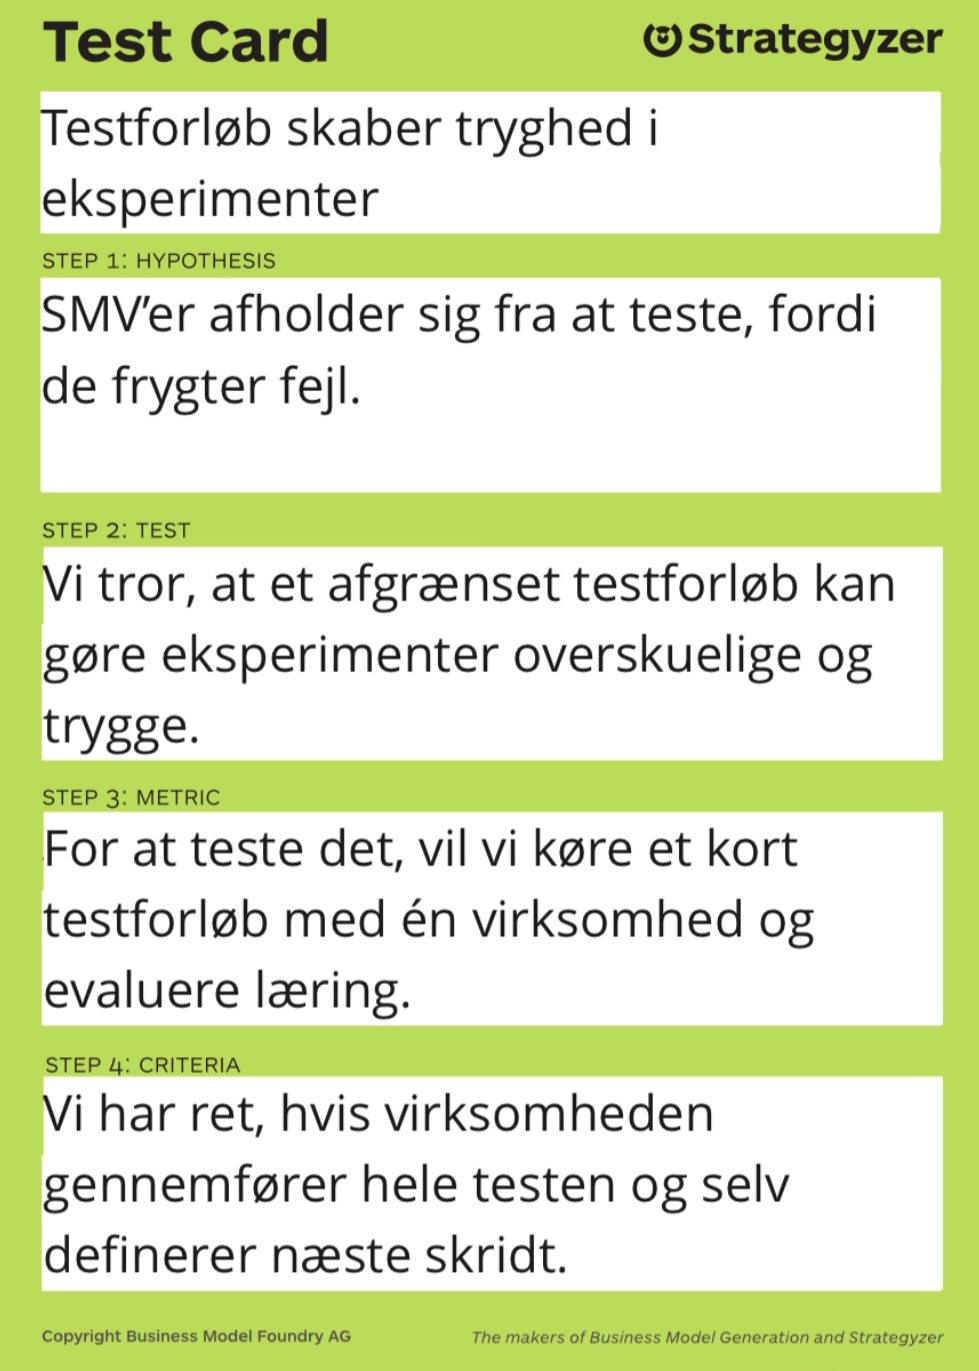 Test Card
Strategyzer
Testforløb skaber tryghed i
eksperimenter
STEP 1: HYPOTHESIS
SMV’er afholder sig fra at teste, fordi
de frygter fejl.
STEP 2: TEST
Vi tror, at et afgrænset testforløb kan
gøre eksperimenter overskuelige og
trygge.
STEP 3: METRIC
For at teste det, vil vi køre et kort
testforløb med én virksomhed og
evaluere læring.
STEP 4: CRITERIA
Vi har ret, hvis virksomheden
gennemfører hele testen og selv
definerer næste skridt.
Copyright Business Model Foundry AG
The makers of Business Model Generation and Strategyzer